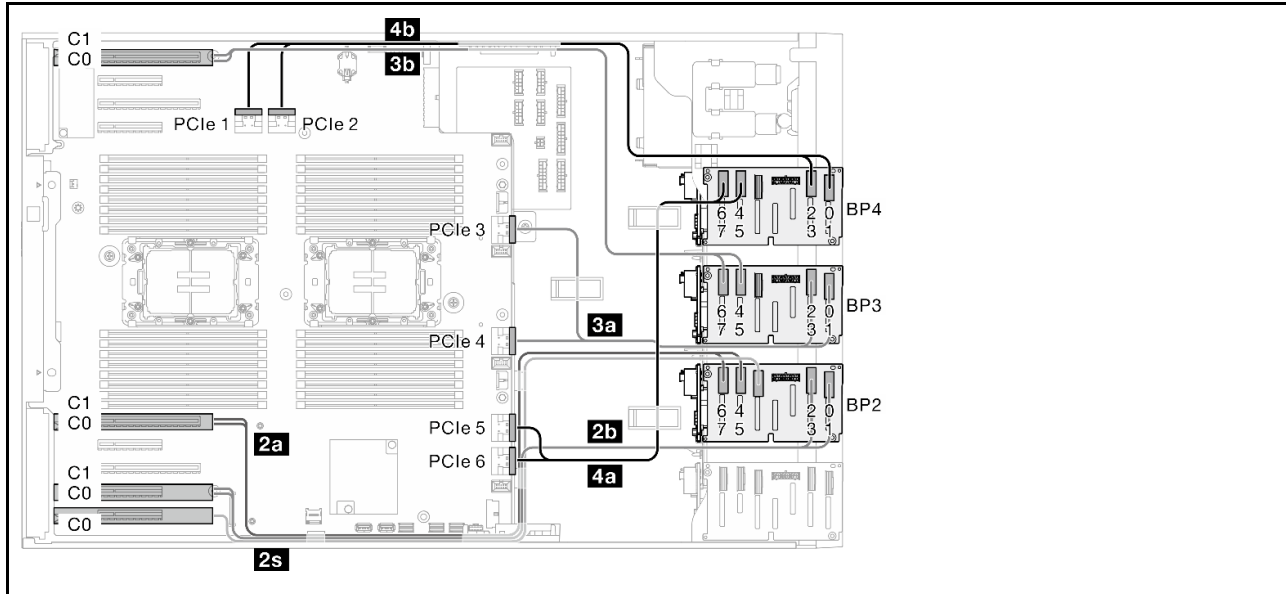 4b
C1
C0
3b
PCIe 1
PCIe 2
6 4 2 0
7 5 3 1
BP4
PCIe 3
6 4 2 0
7 5 3 1
BP3
3a
PCIe 4
C1
C0
6 4 2 0
7 5 3 1
BP2
PCIe 5
2a
2b
PCIe 6
4a
C1
C0
C0
2s